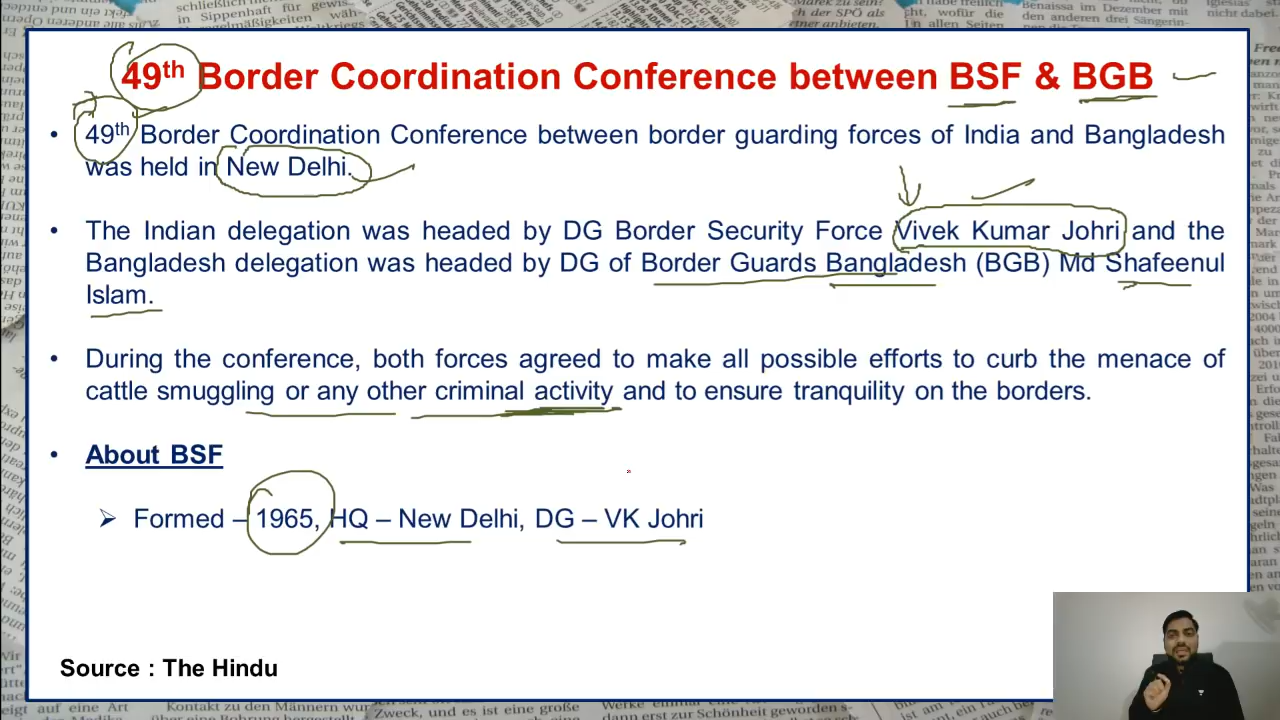 49th Border Coordination Conference between BSF & BGB
• 49th Border Coordination Conference between border guarding forces of India and Bangladesh
was held in New Delhi.
• The Indian delegation was headed by DG Border Security Force Vivek Kumar Johri and the
Bangladesh delegation was headed by DG of Border Guards Bangladesh (BGB) Md Shafeenul
Islam.
• During the conference, both forces agreed to make all possible efforts to curb the menace of
cattle smuggling or any other criminal activity and to ensure tranquility on the borders.
• About BSF
➢ Formed – 1965, HQ – New Delhi, DG – VK Johri
Source : The Hindu